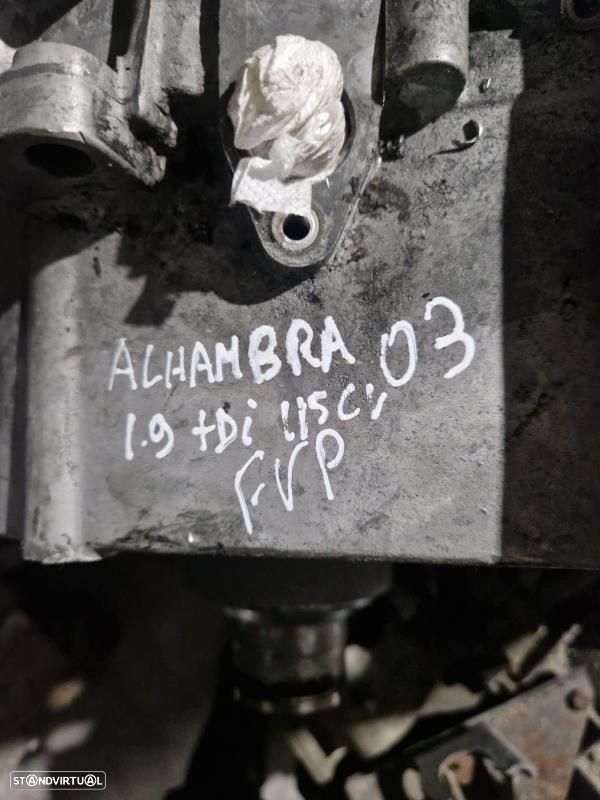 ALHAMBRA 03
1.9 tDi 115CV
FVP
STANDVIRTUAL